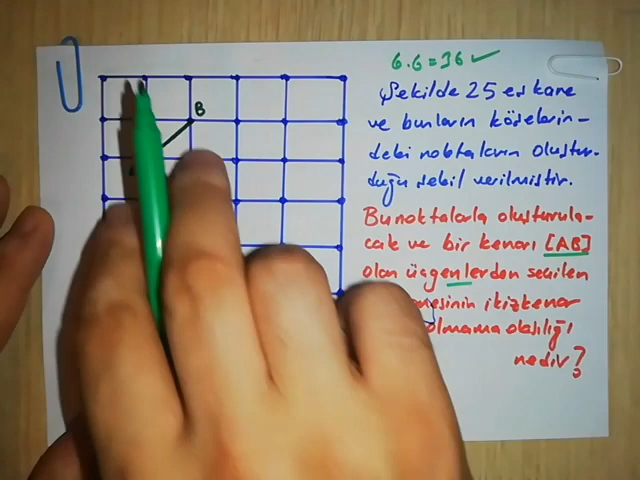 6.6=36 ✓
Şekilde 25 eş kare
ve bunların köşelerin-
deki noktaların oluştur-
duğu şekil verilmiştir.
Bu noktalarla oluşturula-
cak ve bir kenarı [AB]
olan üçgenlerden seçilen
mesinin ikizkenar
olmama olasılığı
nedir?
B